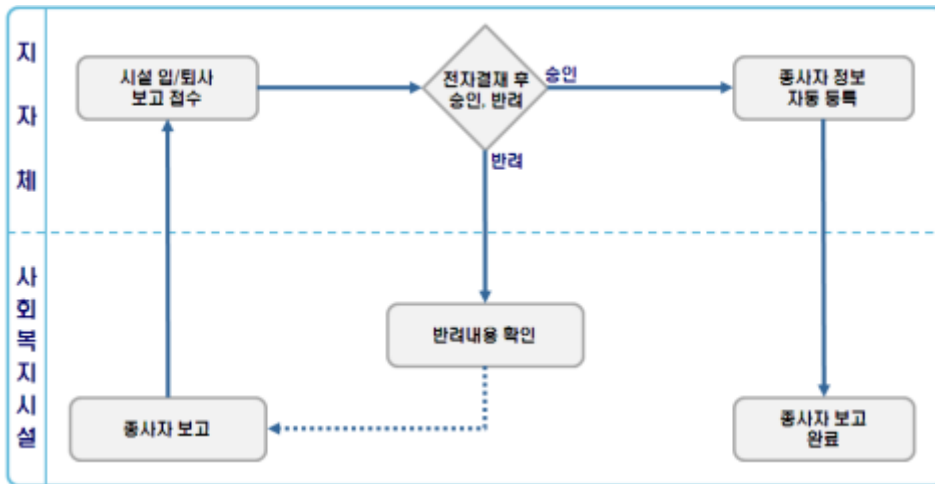 지자체
시설 입/퇴사
보고 접수
전자결재 후
승인, 반려
승인
종사자 정보
자동 등록
반려
사회복지시설
반려내용 확인
종사자 보고
종사자 보고
완료